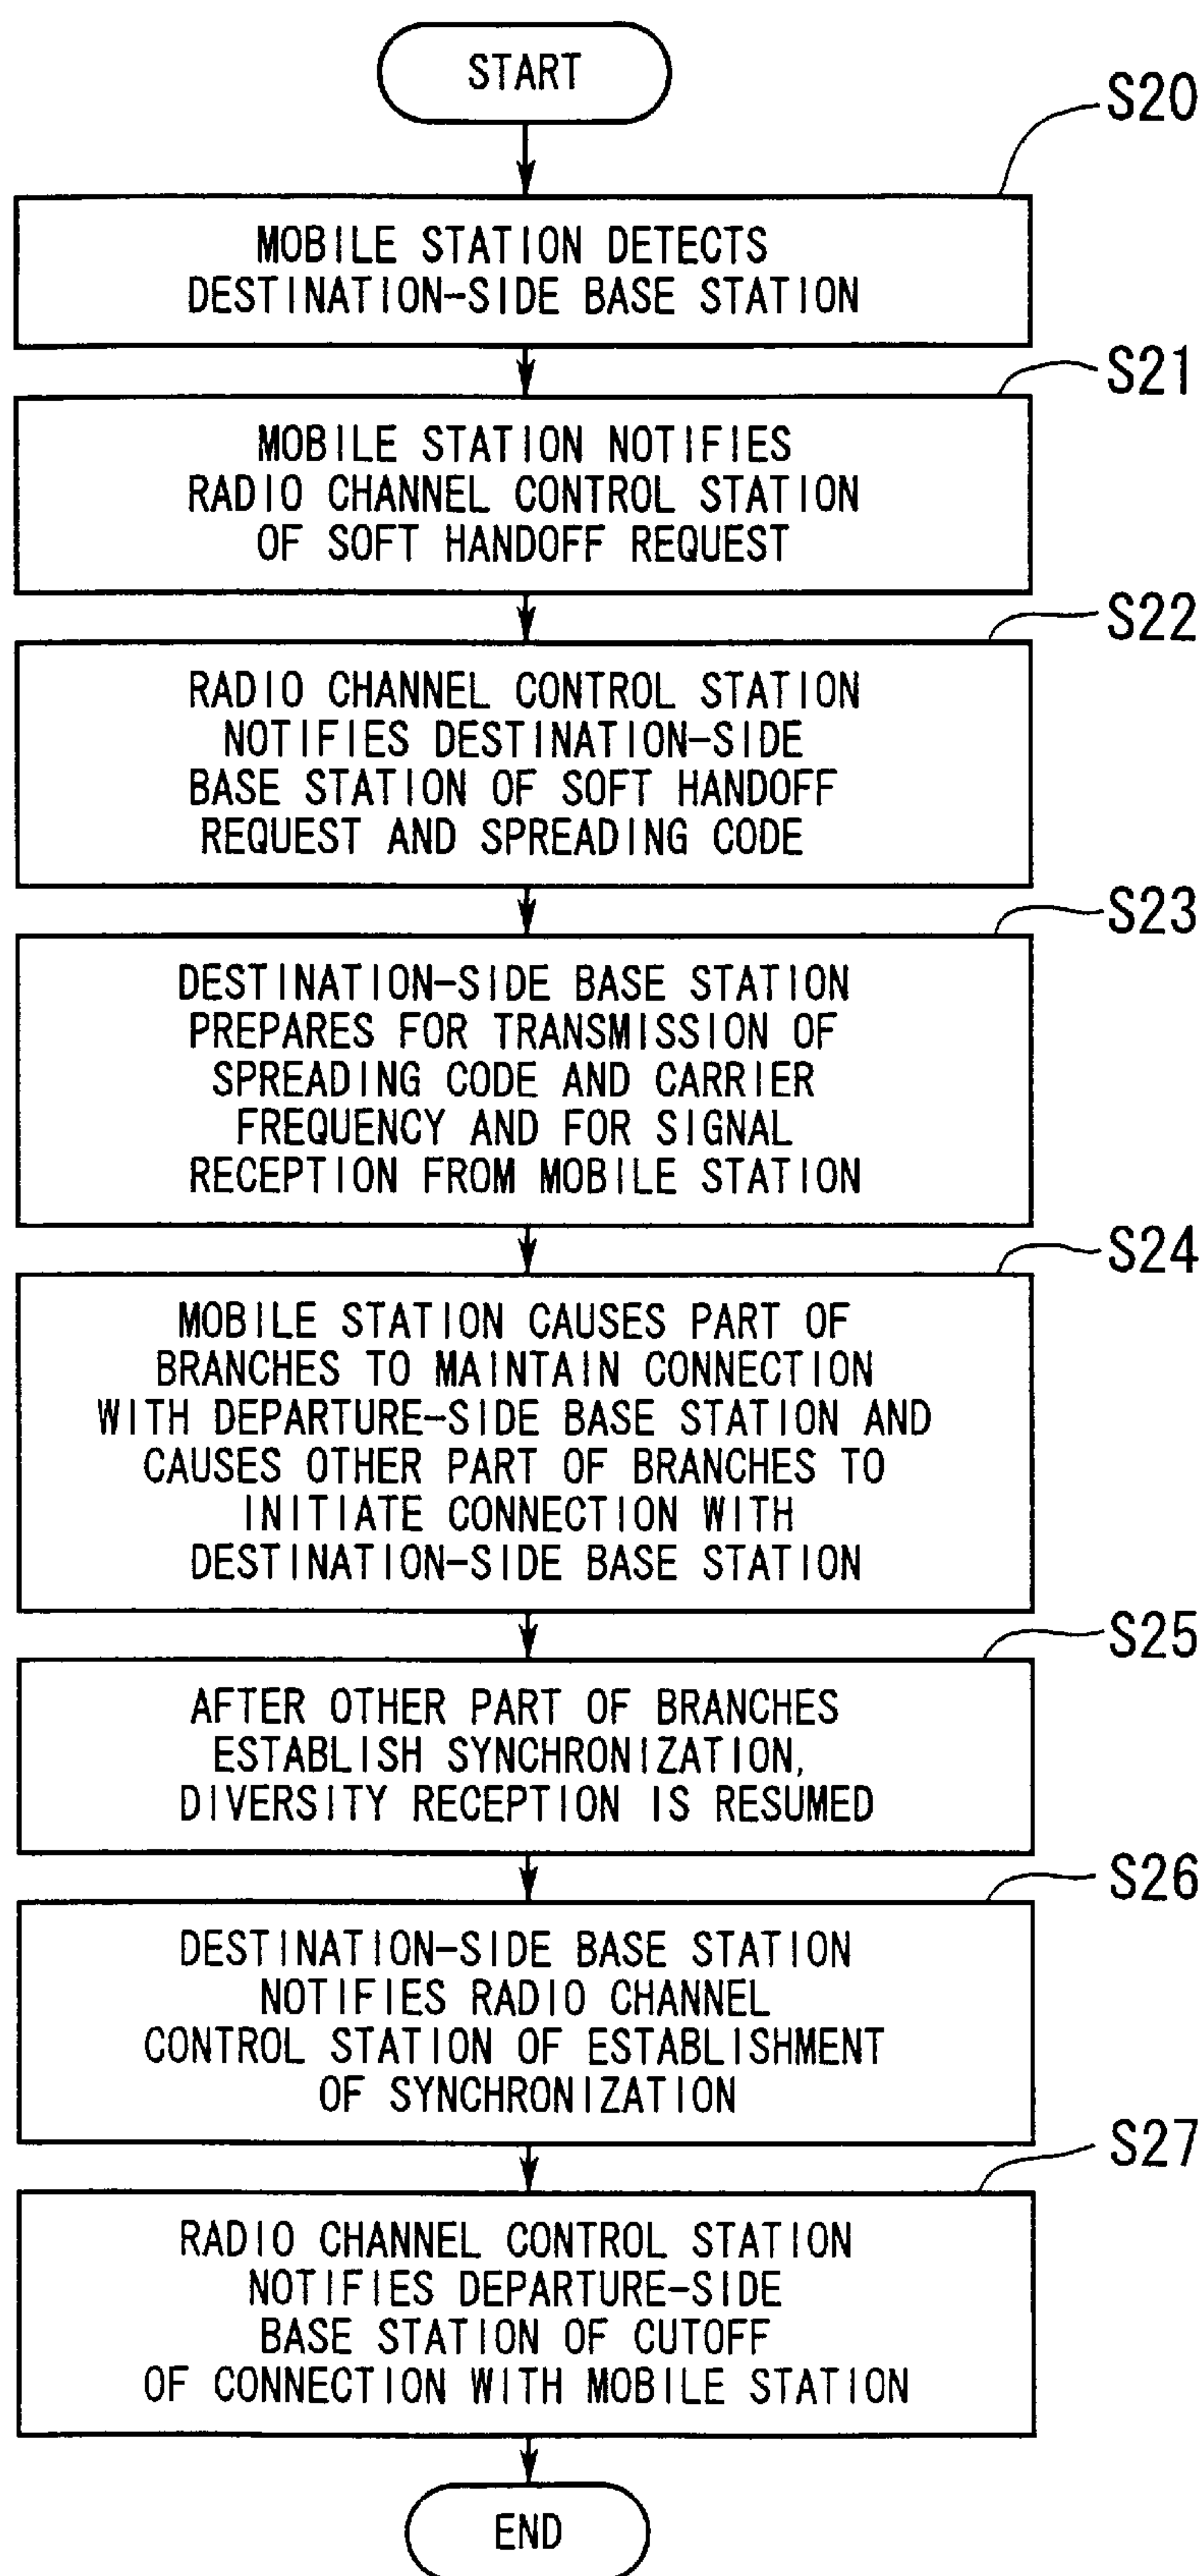 START
S20
MOBILE STATION DETECTS
DESTINATION-SIDE BASE STATION
S21
MOBILE STATION NOTIFIES
RADIO CHANNEL CONTROL STATION
OF SOFT HANDOFF REQUEST
S22
RADIO CHANNEL CONTROL STATION
NOTIFIES DESTINATION-SIDE
BASE STATION OF SOFT HANDOFF
REQUEST AND SPREADING CODE
S23
DESTINATION-SIDE BASE STATION
PREPARES FOR TRANSMISSION OF
SPREADING CODE AND CARRIER
FREQUENCY AND FOR SIGNAL
RECEPTION FROM MOBILE STATION
S24
MOBILE STATION CAUSES PART OF
BRANCHES TO MAINTAIN CONNECTION
WITH DEPARTURE-SIDE BASE STATION AND
CAUSES OTHER PART OF BRANCHES TO
INITIATE CONNECTION WITH
DESTINATION-SIDE BASE STATION
S25
AFTER OTHER PART OF BRANCHES
ESTABLISH SYNCHRONIZATION,
DIVERSITY RECEPTION IS RESUMED
S26
DESTINATION-SIDE BASE STATION
NOTIFIES RADIO CHANNEL
CONTROL STATION OF ESTABLISHMENT
OF SYNCHRONIZATION
S27
RADIO CHANNEL CONTROL STATION
NOTIFIES DEPARTURE-SIDE
BASE STATION OF CUTOFF
OF CONNECTION WITH MOBILE STATION
END